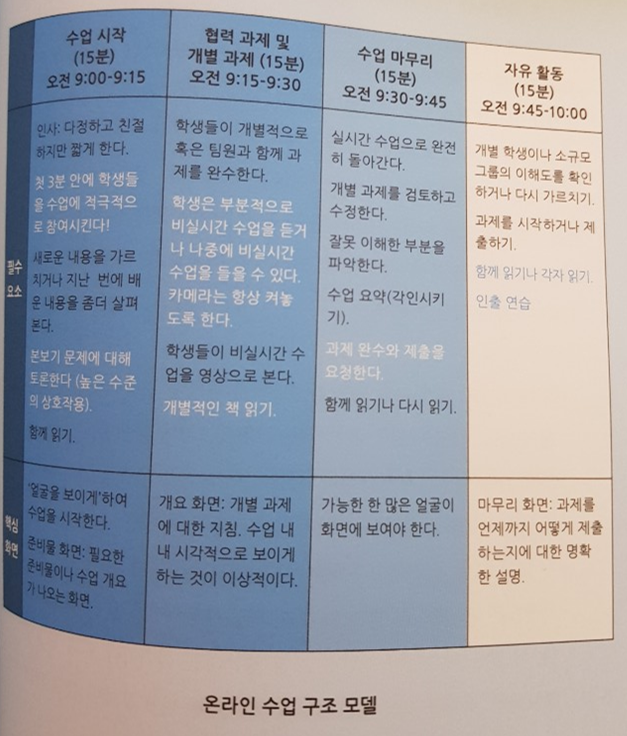 수업 시작
(15분)
오전 9:00-9:15
협력 과제 및
개별 과제 (15분)
오전 9:15-9:30
수업 마무리
(15분)
오전 9:30-9:45
자유 활동
(15분)
오전 9:45-10:00
필수
요소
인사: 다정하고 친절
하지만 짧게 한다.
첫 3분 안에 학생들
을 수업에 적극적으
로 참여시킨다!
새로운 내용을 가르
치거나 지난 번에 배
운 내용을 좀더 살펴
본다.
본보기 문제에 대해
토론한다 (높은 수준
의 상호작용).
함께 읽기.
학생들이 개별적으로
혹은 팀원과 함께 과
제를 완수한다.
학생은 부분적으로
비실시간 수업을 듣거
나 나중에 비실시간
수업을 들을 수 있다.
카메라는 항상 켜놓
도록 한다.
학생들이 비실시간 수
업을 영상으로 본다.
개별적인 책 읽기.
실시간 수업으로 완전
히 돌아간다.
개별 과제를 검토하고
수정한다.
잘못 이해한 부분을
파악한다.
수업 요약(각인시키
기).
과제 완수와 제출을
요청한다.
함께 읽기나 다시 읽기.
개별 학생이나 소규모
그룹의 이해도를 확인
하거나 다시 가르치기.
과제를 시작하거나 제
출하기.
함께 읽기나 각자 읽기.
인출 연습
핵심
화면
'얼굴을 보이게'하여
수업을 시작한다.
준비물 화면: 필요한
준비물이나 수업 개요
가 나오는 화면.
개요 화면: 개별 과제
에 대한 지침. 수업 내
내 시각적으로 보이게
하는 것이 이상적이다.
가능한 한 많은 얼굴이
화면에 보여야 한다.
마무리 화면: 과제를
언제까지 어떻게 제출
하는지에 대한 명확
한 설명.
온라인 수업 구조 모델